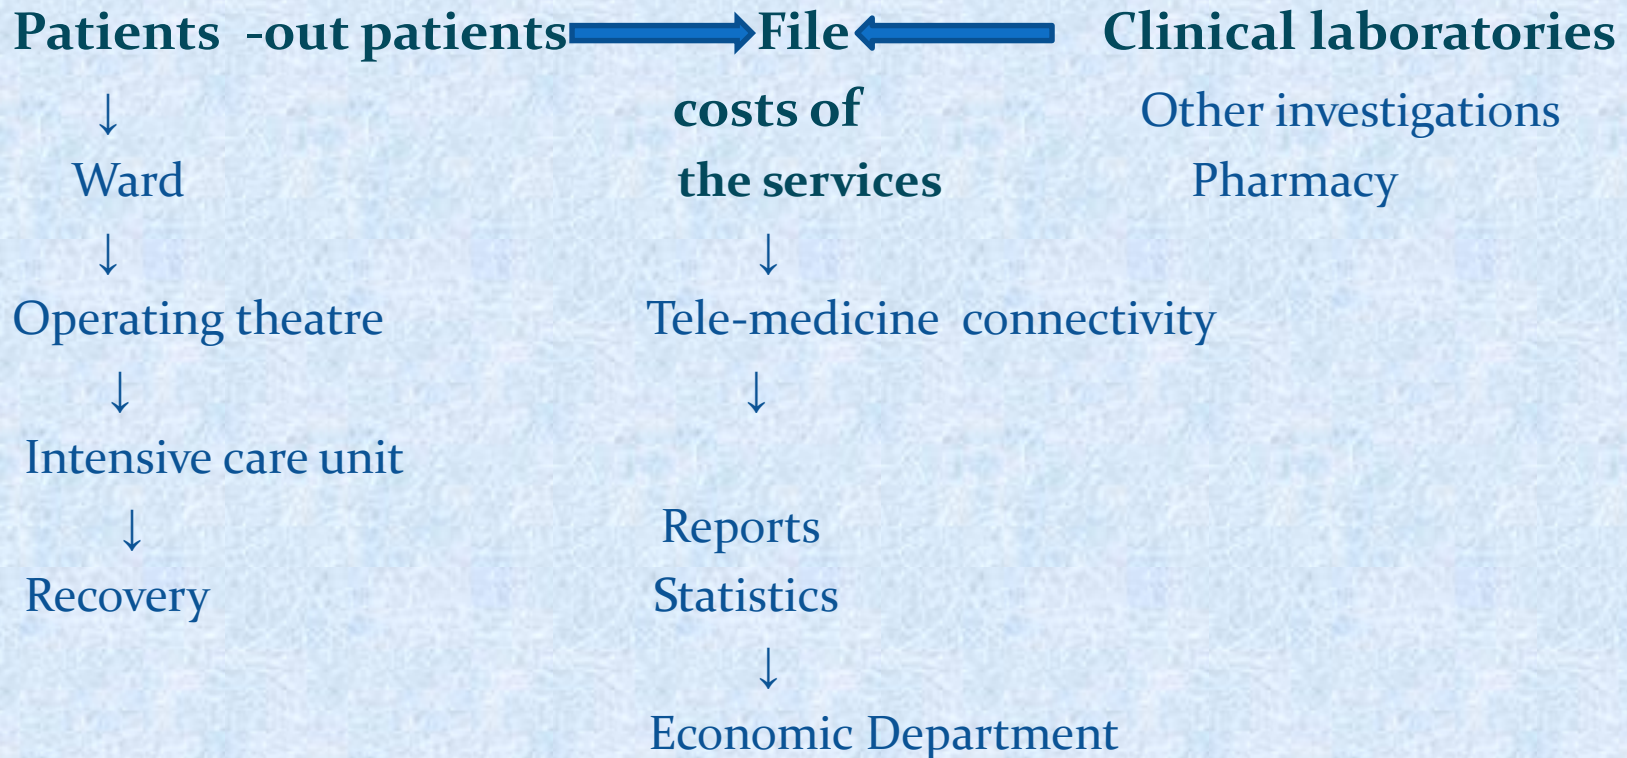 Patients -out patients File Clinical laboratories
↓ costs of Other investigations
Ward the services Pharmacy
↓ ↓
Operating theatre Tele-medicine connectivity
↓ ↓
Intensive care unit
↓ Reports
Recovery Statistics
↓
Economic Department